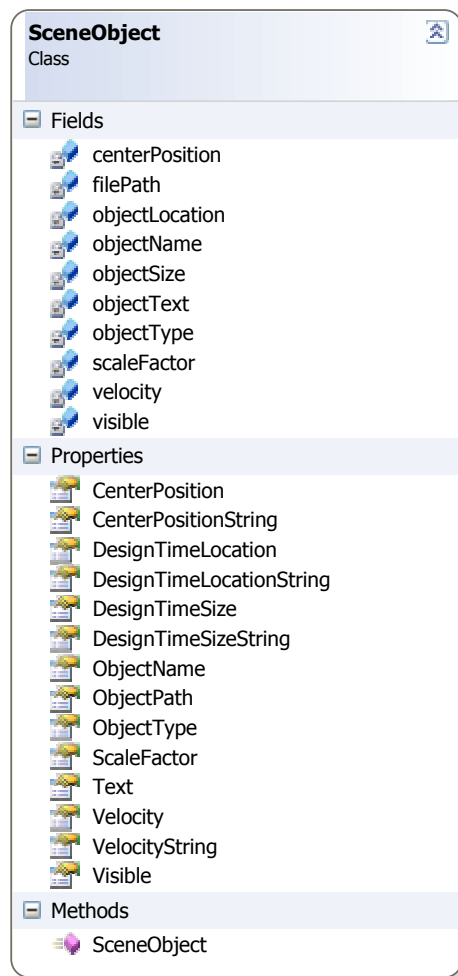 SceneObject
Class
Fields
centerPosition
filePath
objectLocation
objectName
objectSize
objectText
objectType
scaleFactor
velocity
visible
Properties
CenterPosition
CenterPositionString
DesignTimeLocation
DesignTimeLocationString
DesignTimeSize
DesignTimeSizeString
ObjectName
ObjectPath
ObjectType
ScaleFactor
Text
Velocity
VelocityString
Visible
Methods
SceneObject